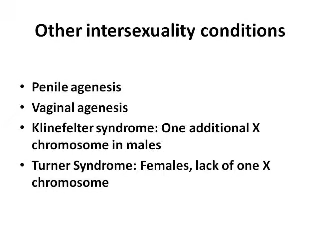 Other intersexuality conditions
• Penile agenesis
• Vaginal agenesis
• Klinefelter syndrome: One additional X
chromosome in males
• Turner Syndrome: Females, lack of one X
chromosome